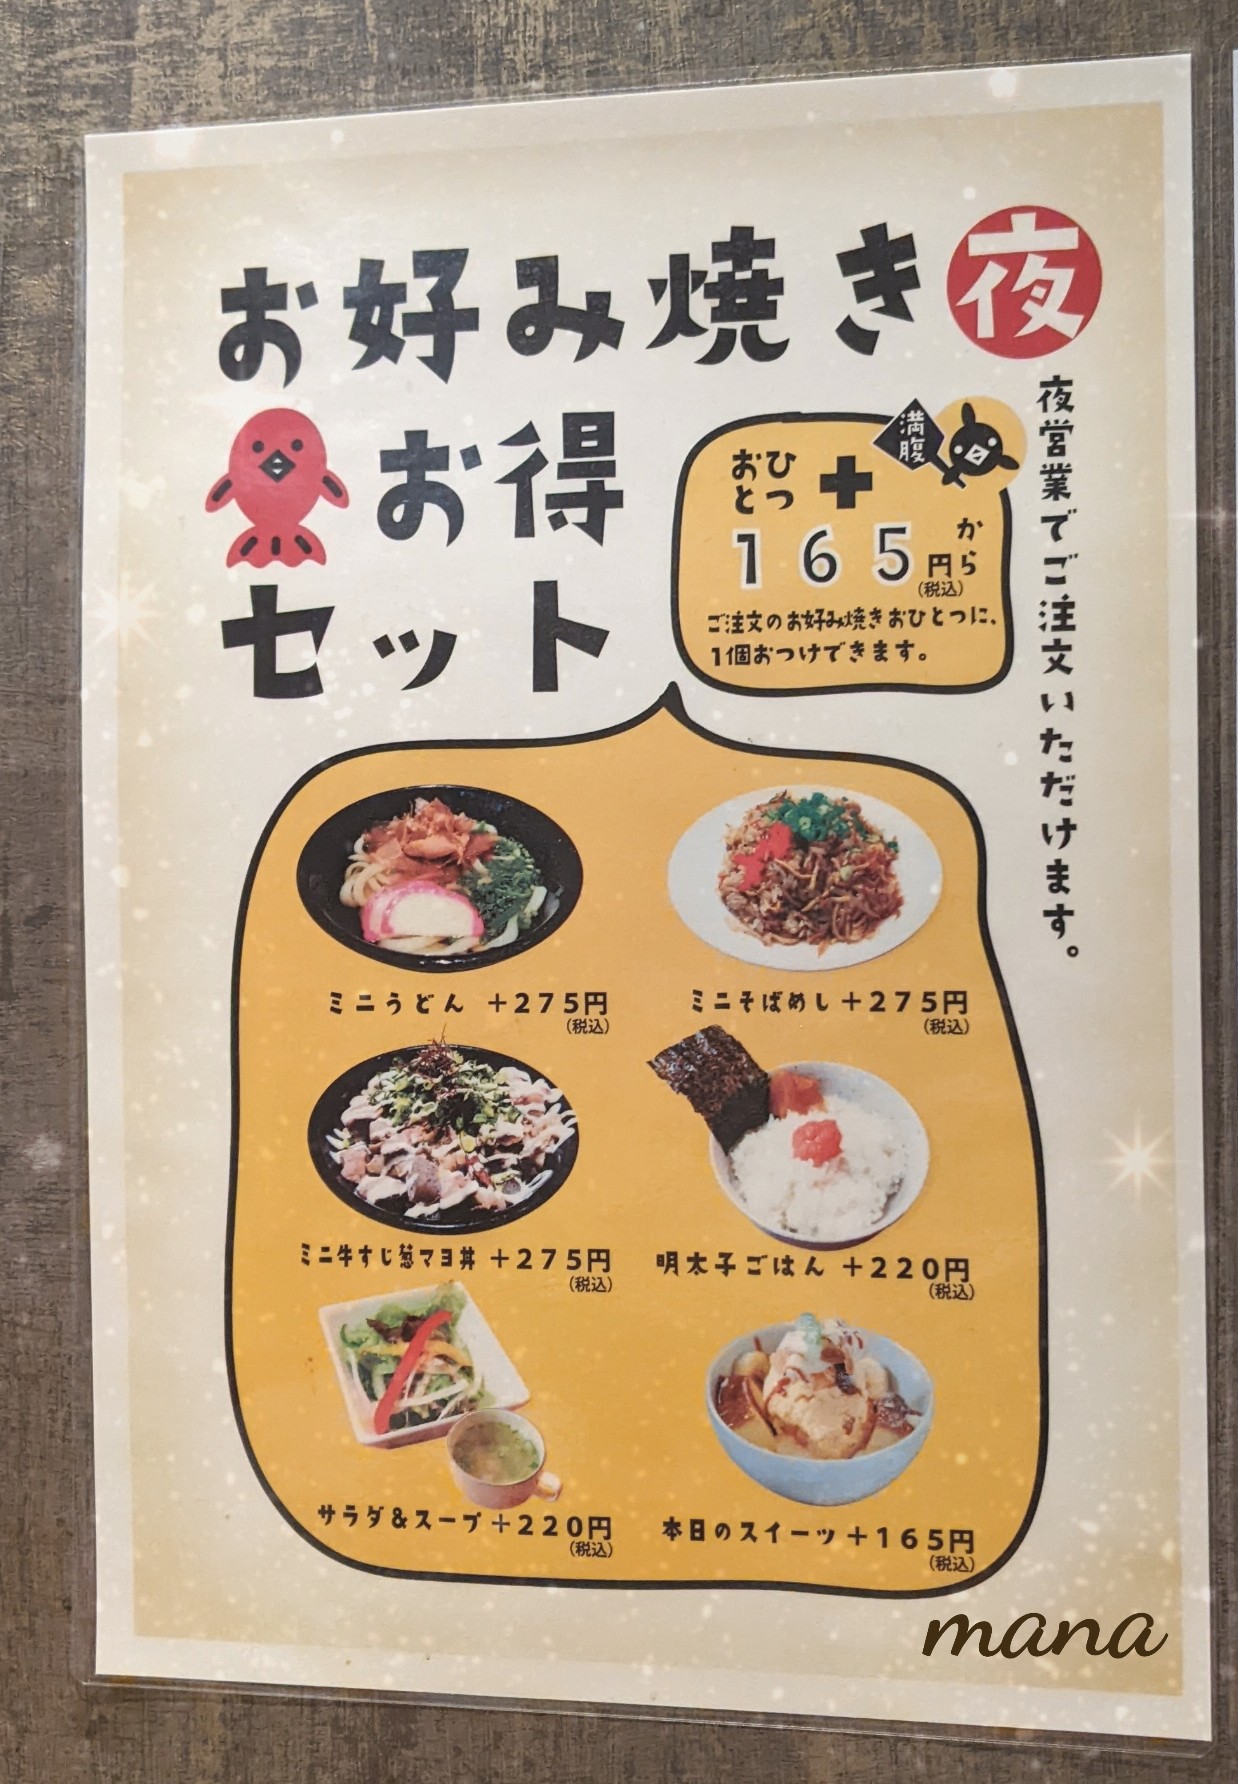 お好み焼き 夜
お得
セット
満腹
おひとつ+
165円から
(税込)
ご注文のお好み焼きおひとつに、
1個おつけできます。
夜営業でご注文いただけます。
ミニうどん +275円
(税込)
ミニそばめし+275円
(税込)
ミニ牛すじ葱マヨ丼 +275円
(税込)
明太子ごはん +220円
(税込)
サラダ&スープ+220円
(税込)
本日のスイーツ+165円
(税込)
mana